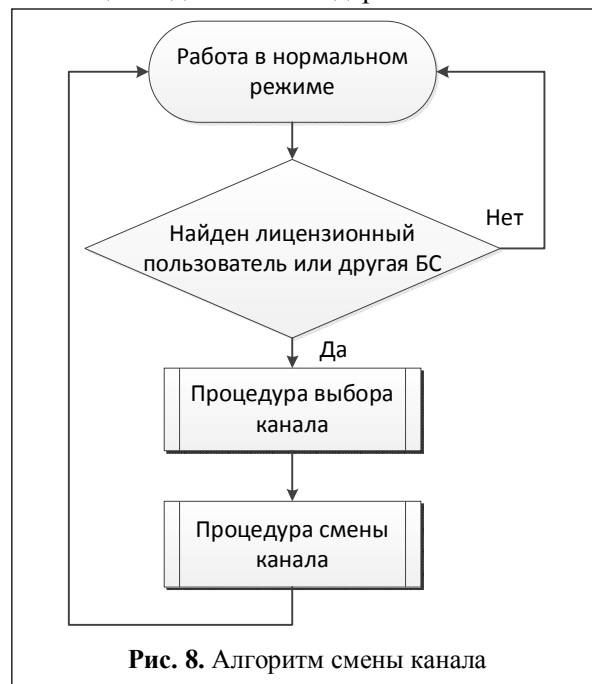 Работа в нормальном
режиме
Найден лицензионный
пользователь или другая БС
Нет
Да
Процедура выбора
канала
Процедура смены
канала
Рис. 8. Алгоритм смены канала